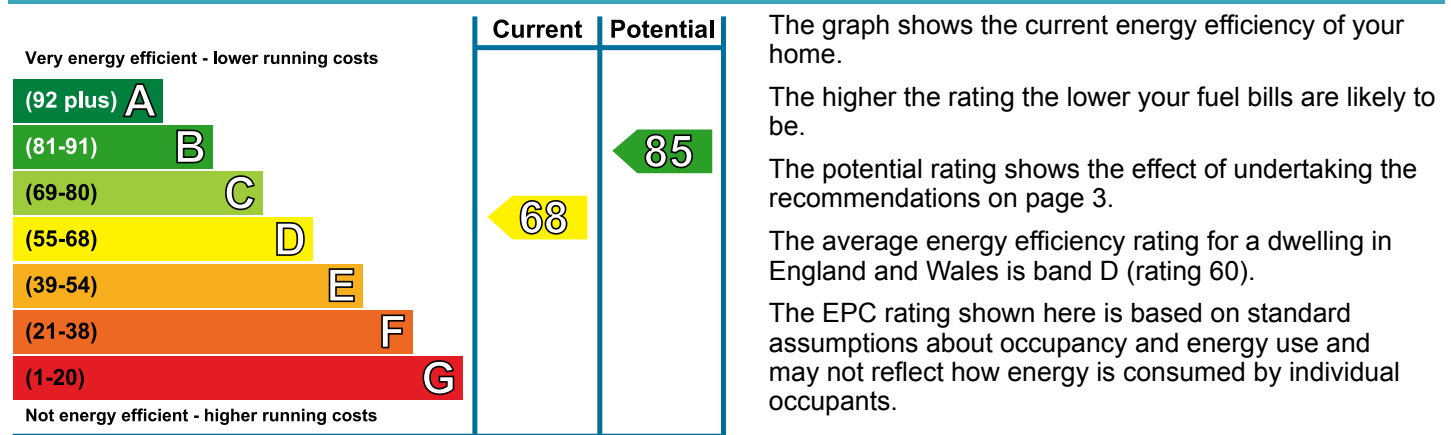 Current Potential
Very energy efficient - lower running costs
(92 plus) A
(81-91) B
(69-80) C
(55-68) D
(39-54) E
(21-38) F
(1-20) G
Not energy efficient - higher running costs
68
85
The graph shows the current energy efficiency of your
home.
The higher the rating the lower your fuel bills are likely to
be.
The potential rating shows the effect of undertaking the
recommendations on page 3.
The average energy efficiency rating for a dwelling in
England and Wales is band D (rating 60).
The EPC rating shown here is based on standard
assumptions about occupancy and energy use and
may not reflect how energy is consumed by individual
occupants.